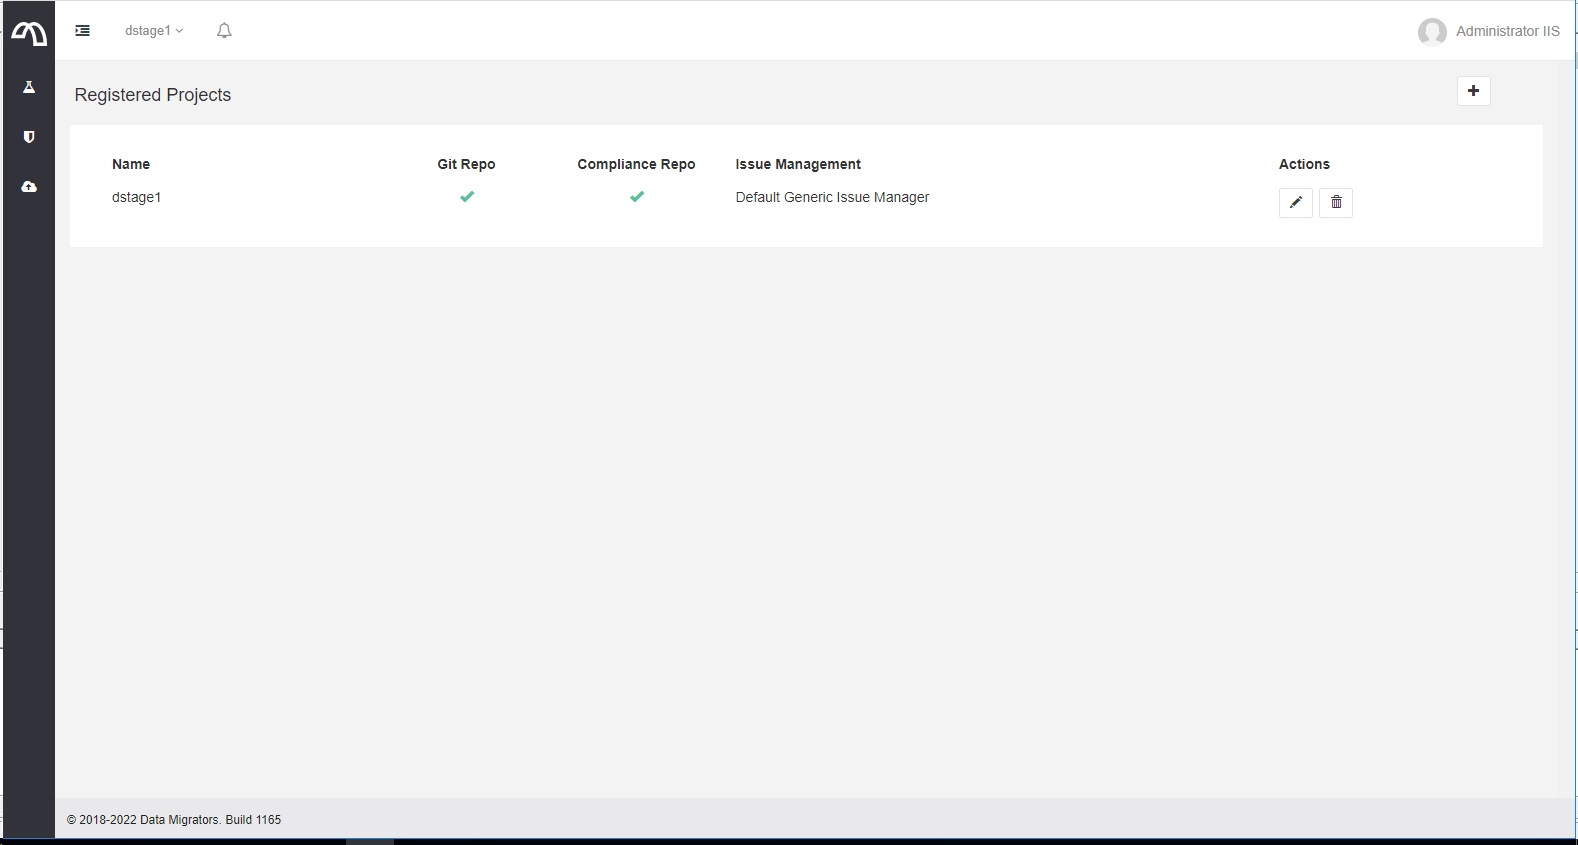 dstage1
Administrator IIS
Registered Projects
Name Git Repo Compliance Repo Issue Management Actions
dstage1 Default Generic Issue Manager
© 2018-2022 Data Migrators. Build 1165